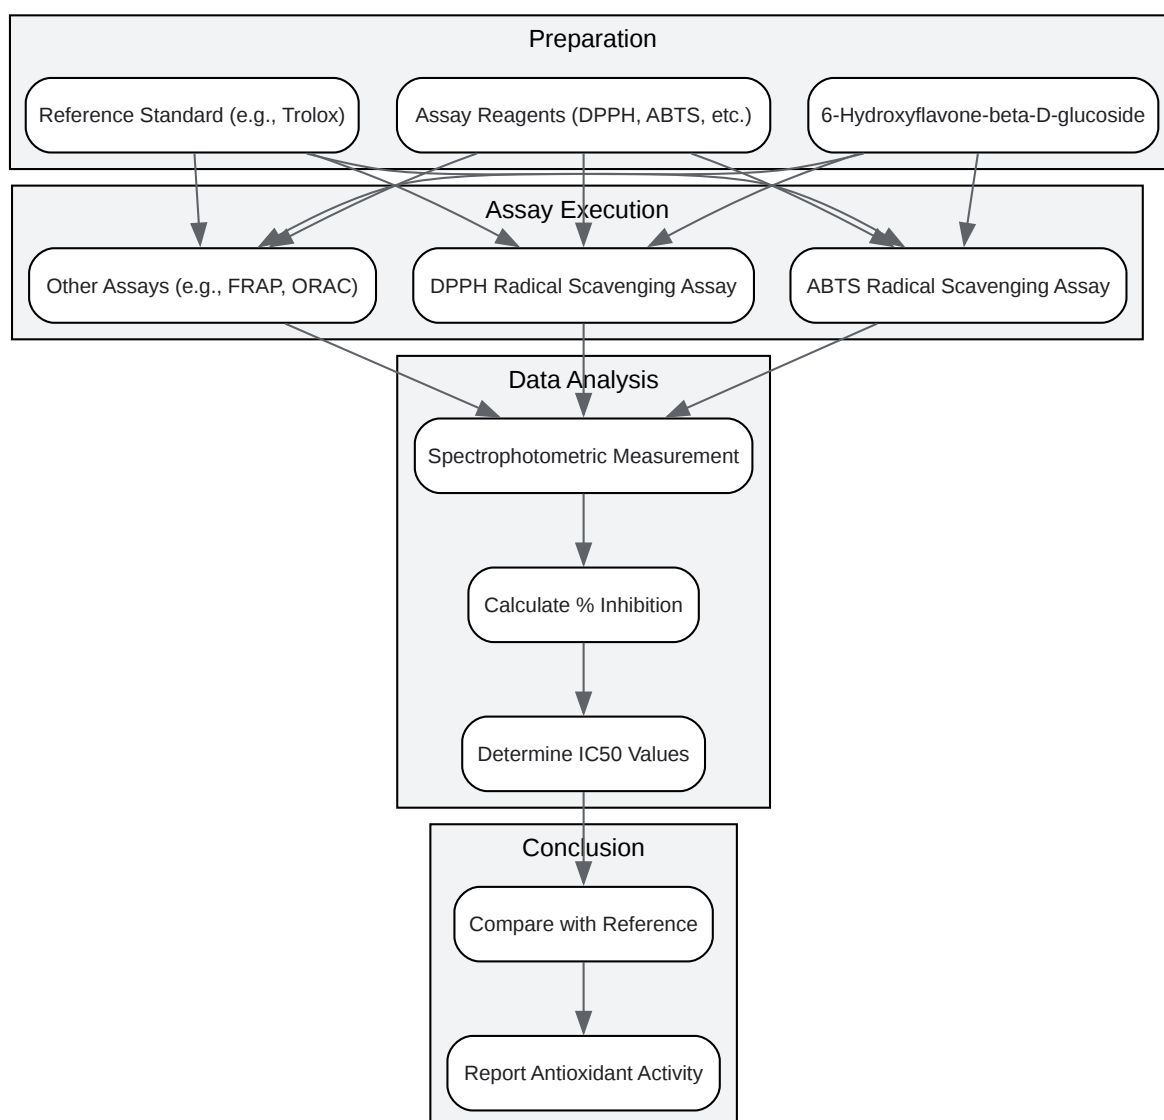 Preparation
Reference Standard (e.g., Trolox)
Assay Reagents (DPPH, ABTS, etc.)
6-Hydroxyflavone-beta-D-glucoside
Assay Execution
Other Assays (e.g., FRAP, ORAC)
DPPH Radical Scavenging Assay
ABTS Radical Scavenging Assay
Data Analysis
Spectrophotometric Measurement
Calculate % Inhibition
Determine IC50 Values
Conclusion
Compare with Reference
Report Antioxidant Activity